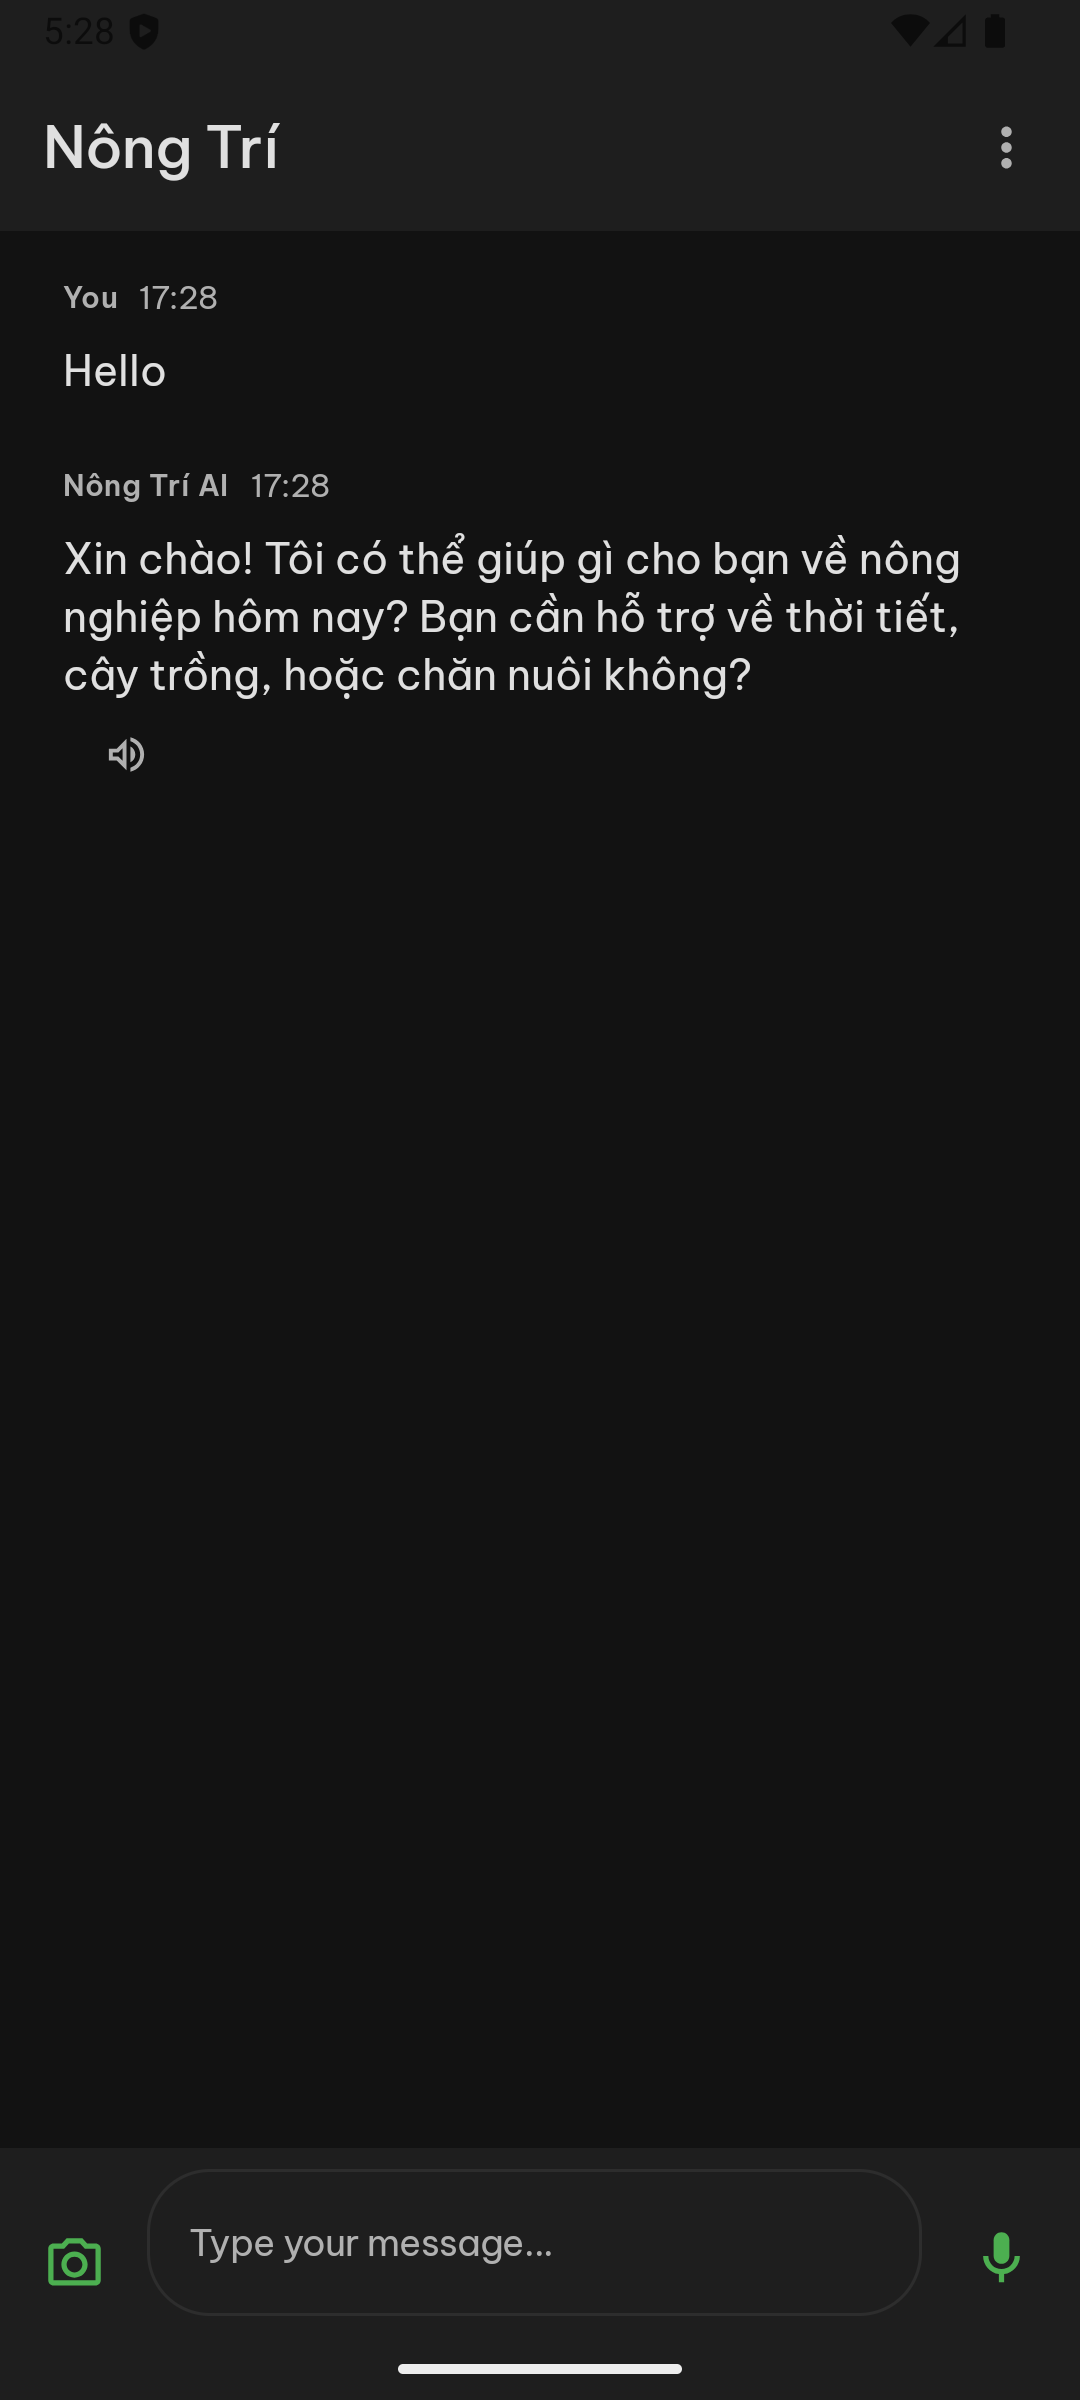 5:28
Nông Trí
You 17:28
Hello
Nông Trí AI 17:28
Xin chào! Tôi có thể giúp gì cho bạn về nông
nghiệp hôm nay? Bạn cần hỗ trợ về thời tiết,
cây trồng, hoặc chăn nuôi không?
Type your message...